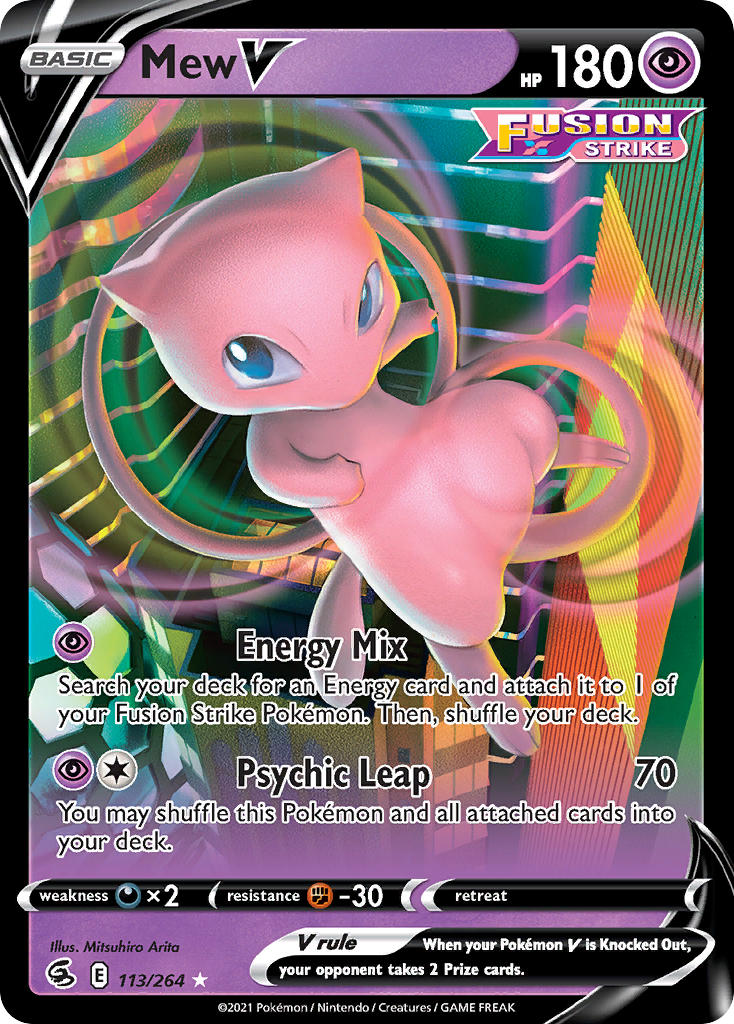 BASIC Mew V HP 180
FUSION
STRIKE
Energy Mix
Search your deck for an Energy card and attach it to 1 of
your Fusion Strike Pokémon. Then, shuffle your deck.
Psychic Leap 70
You may shuffle this Pokémon and all attached cards into
your deck.
weakness ×2 resistance -30 retreat
Illus. Mitsuhiro Arita
V rule When your Pokémon V is Knocked Out,
your opponent takes 2 Prize cards.
E 113/264
©2021 Pokémon / Nintendo / Creatures / GAME FREAK